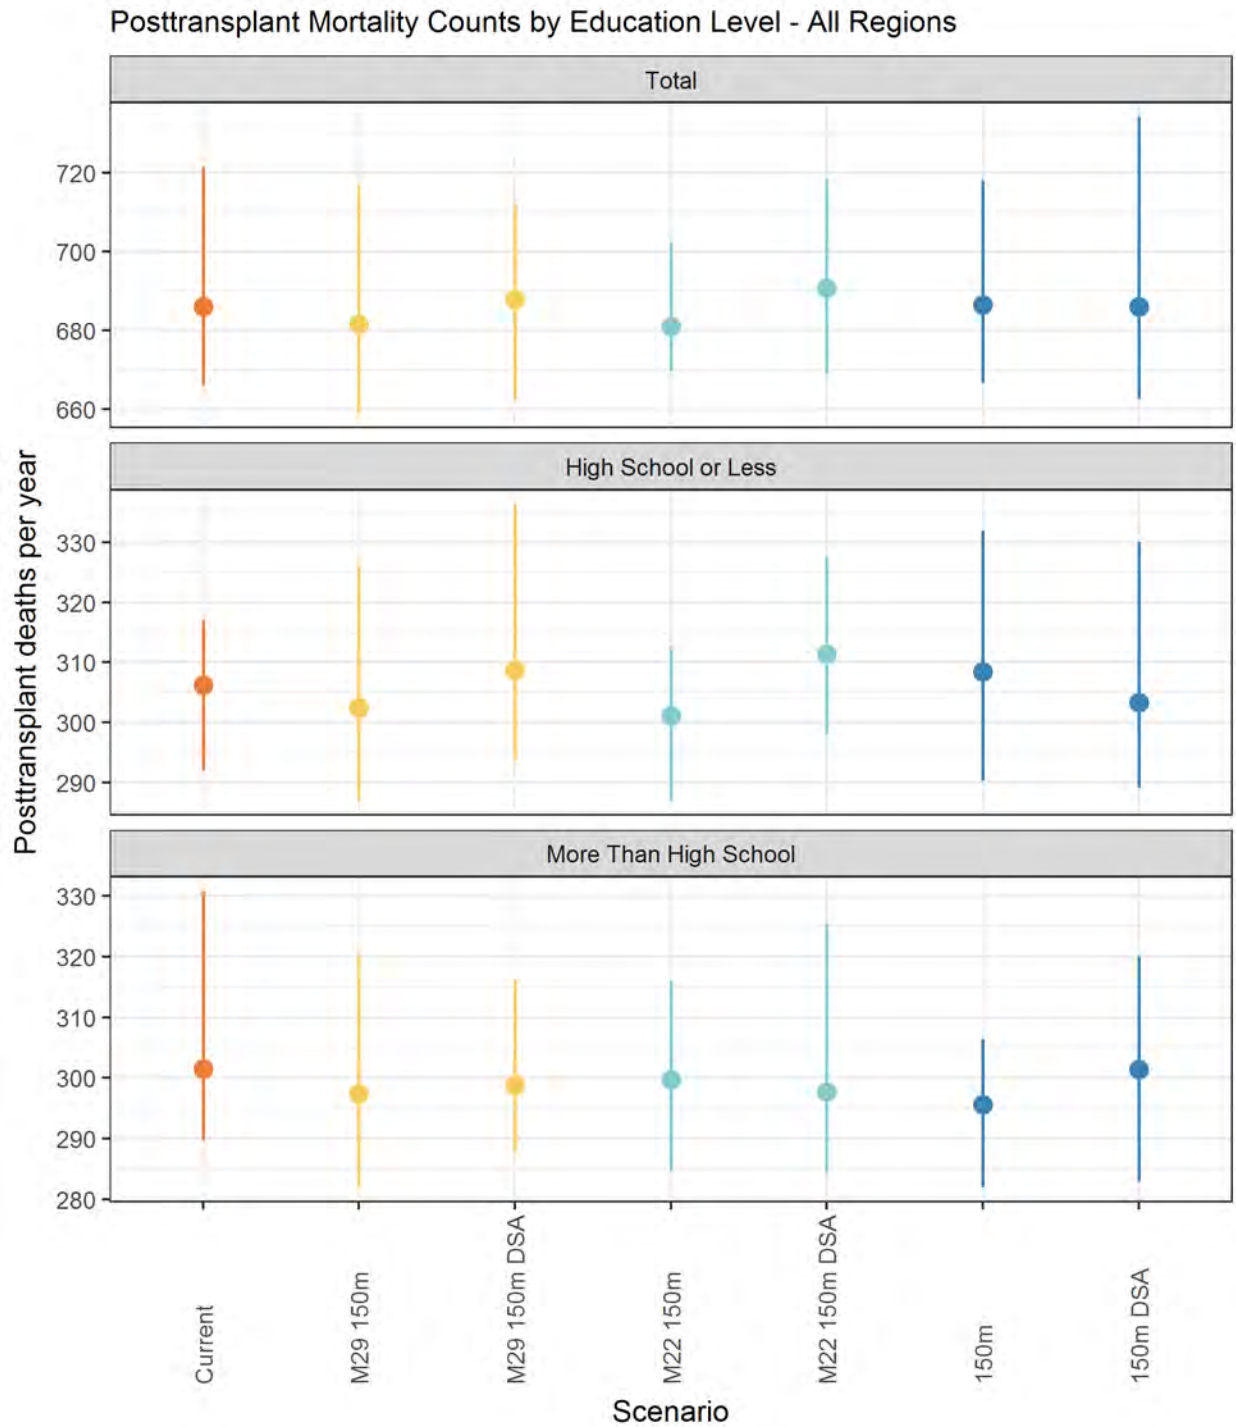 Posttransplant Mortality Counts by Education Level - All Regions
Total
720
700
680
660
High School or Less
330
320
310
300
290
More Than High School
330
320
310
300
290
280
Posttransplant deaths per year
Current
M29 150m
M29 150m DSA
M22 150m
M22 150m DSA
150m
150m DSA
Scenario